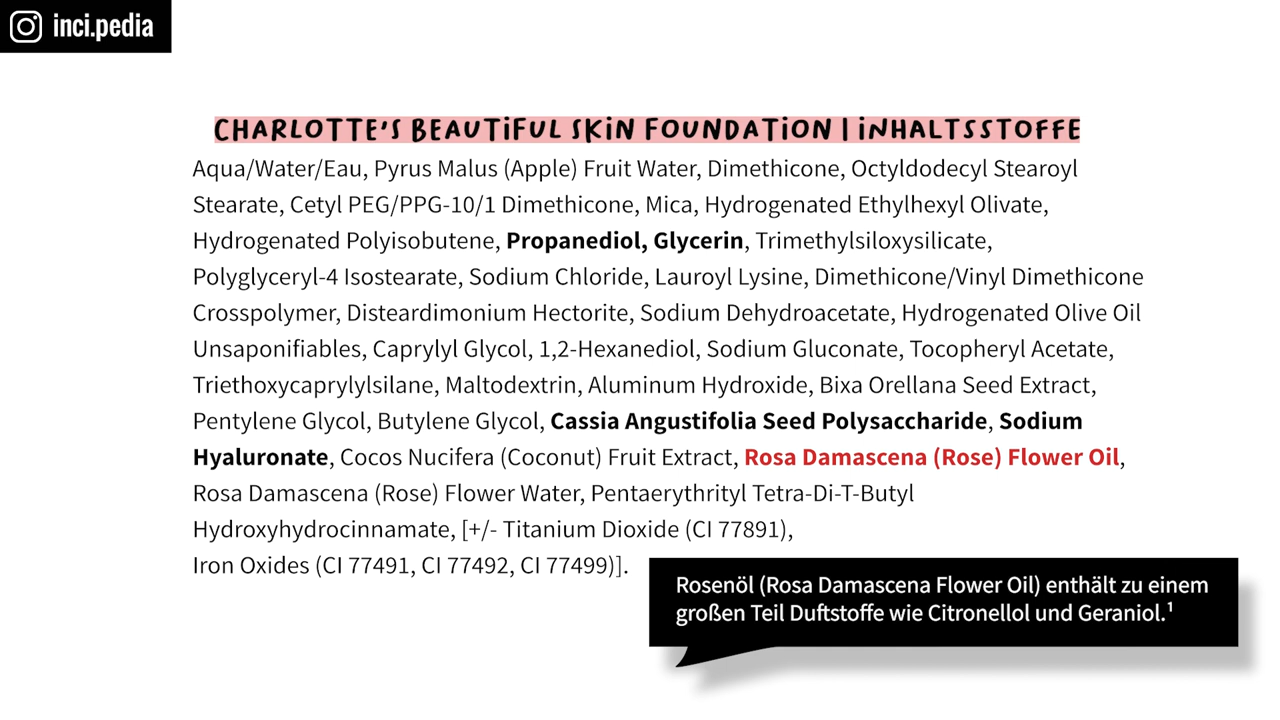 inci.pedia
CHARLOTTE'S BEAUTIFUL SKIN FOUNDATION | INHALTSSTOFFE
Aqua/Water/Eau, Pyrus Malus (Apple) Fruit Water, Dimethicone, Octyldodecyl Stearoyl
Stearate, Cetyl PEG/PPG-10/1 Dimethicone, Mica, Hydrogenated Ethylhexyl Olivate,
Hydrogenated Polyisobutene, Propanediol, Glycerin, Trimethylsiloxysilicate,
Polyglyceryl-4 Isostearate, Sodium Chloride, Lauroyl Lysine, Dimethicone/Vinyl Dimethicone
Crosspolymer, Disteardimonium Hectorite, Sodium Dehydroacetate, Hydrogenated Olive Oil
Unsaponifiables, Caprylyl Glycol, 1,2-Hexanediol, Sodium Gluconate, Tocopheryl Acetate,
Triethoxycaprylylsilane, Maltodextrin, Aluminum Hydroxide, Bixa Orellana Seed Extract,
Pentylene Glycol, Butylene Glycol, Cassia Angustifolia Seed Polysaccharide, Sodium
Hyaluronate, Cocos Nucifera (Coconut) Fruit Extract, Rosa Damascena (Rose) Flower Oil,
Rosa Damascena (Rose) Flower Water, Pentaerythrityl Tetra-Di-T-Butyl
Hydroxyhydrocinnamate, [+/- Titanium Dioxide (CI 77891),
Iron Oxides (CI 77491, CI 77492, CI 77499)].
Rosenöl (Rosa Damascena Flower Oil) enthält zu einem
großen Teil Duftstoffe wie Citronellol und Geraniol.¹